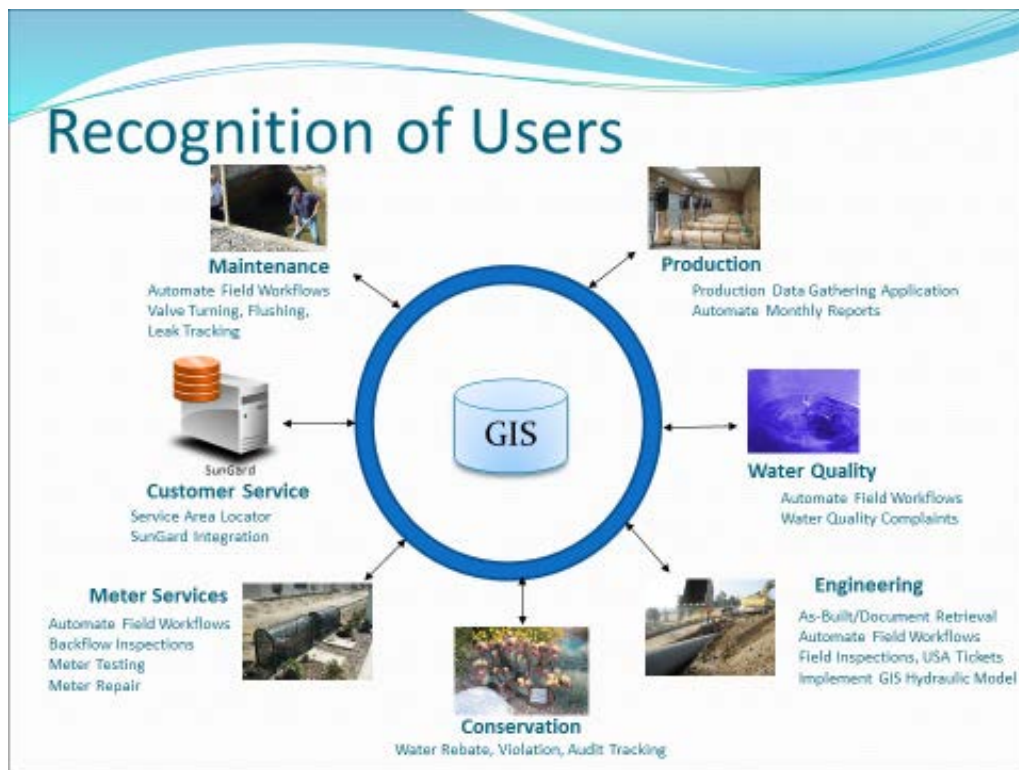 Recognition of Users
Maintenance
Automate Field Workflows
Valve Turning, Flushing,
Leak Tracking
Production
Production Data Gathering Application
Automate Monthly Reports
GIS
SunGard
Customer Service
Service Area Locator
SunGard Integration
Water Quality
Automate Field Workflows
Water Quality Complaints
Meter Services
Automate Field Workflows
Backflow Inspections
Meter Testing
Meter Repair
Engineering
As-Built/Document Retrieval
Automate Field Workflows
Field Inspections, USA Tickets
Implement GIS Hydraulic Model
Conservation
Water Rebate, Violation, Audit Tracking